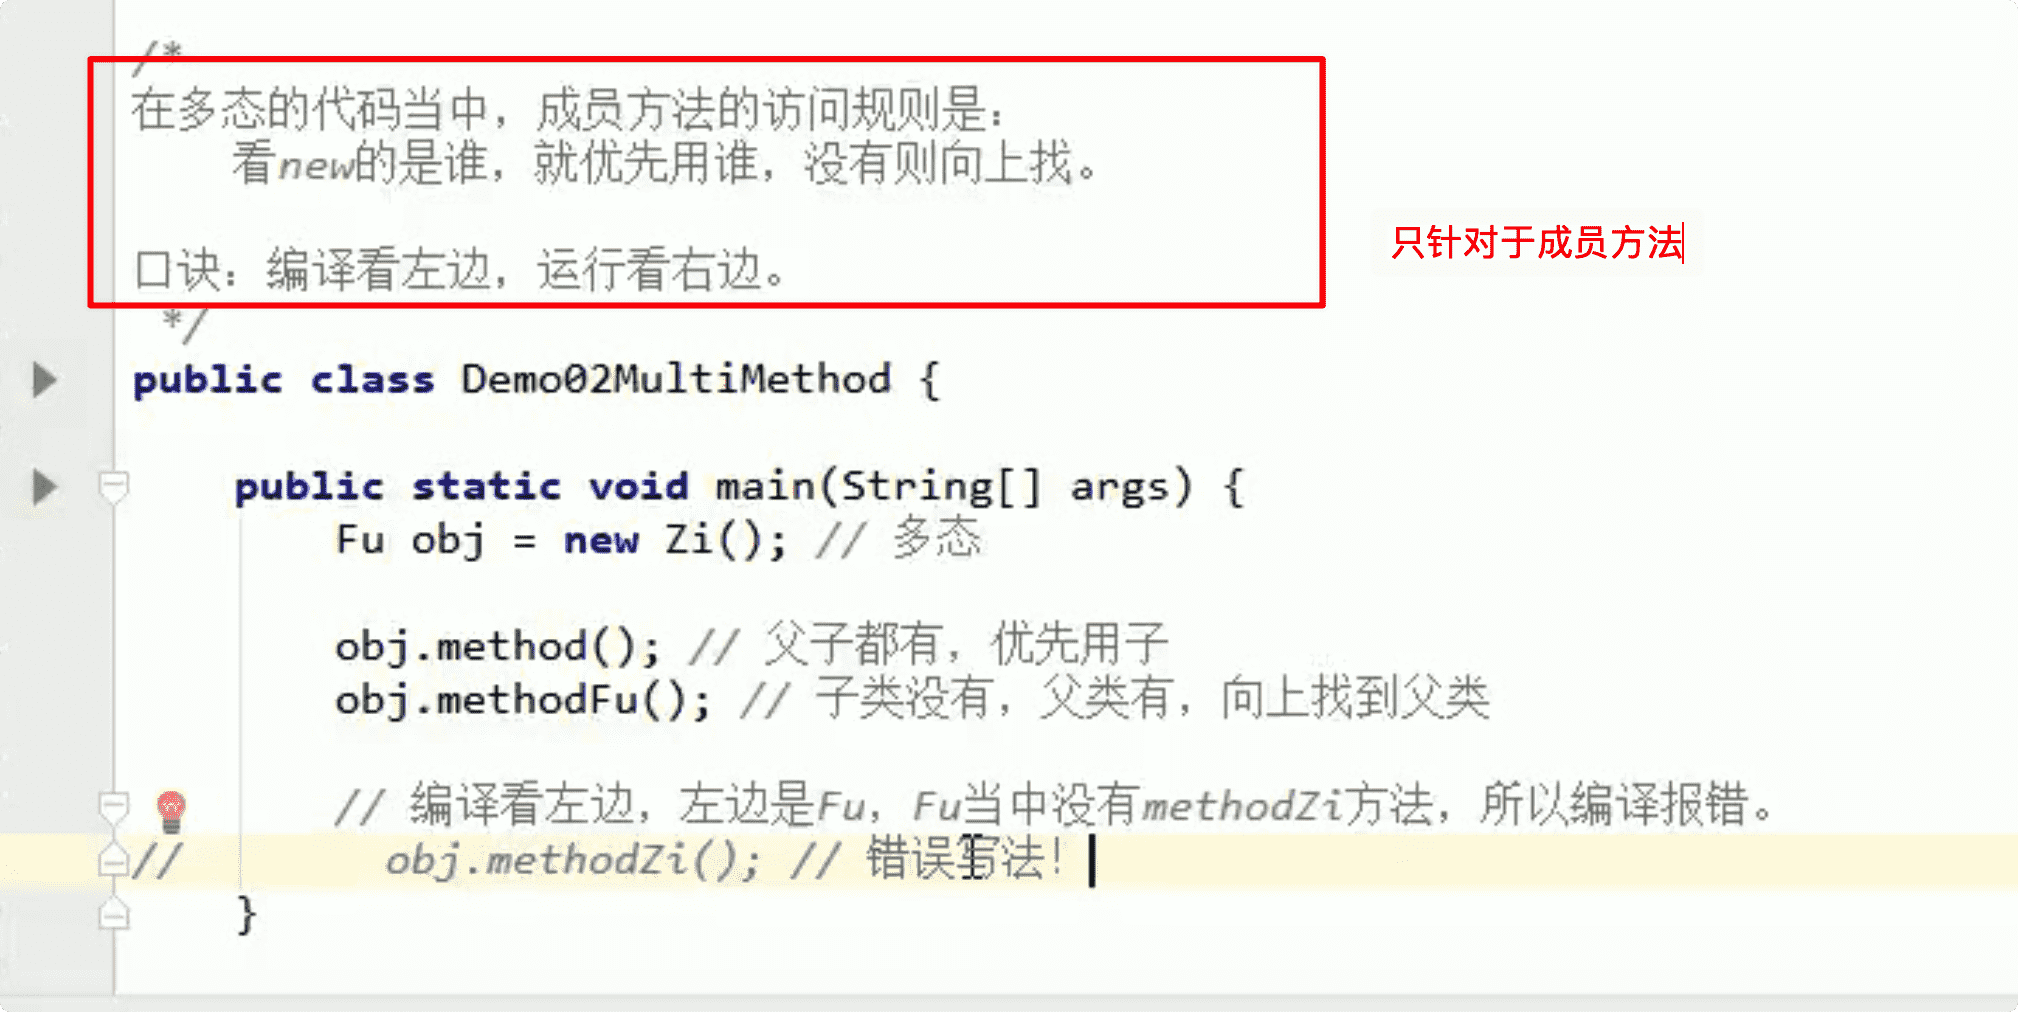 /*
在多态的代码当中，成员方法的访问规则是：
看new的是谁，就优先用谁，没有则向上找。
口诀：编译看左边，运行看右边。
*/
只针对于成员方法
public class Demo02MultiMethod {
public static void main(String[] args) {
Fu obj = new Zi(); // 多态
obj.method(); // 父子都有，优先用子
obj.methodFu(); // 子类没有，父类有，向上找到父类
// 编译看左边，左边是Fu，Fu当中没有methodZi方法，所以编译报错。
// obj.methodZi(); // 错误写法！
}